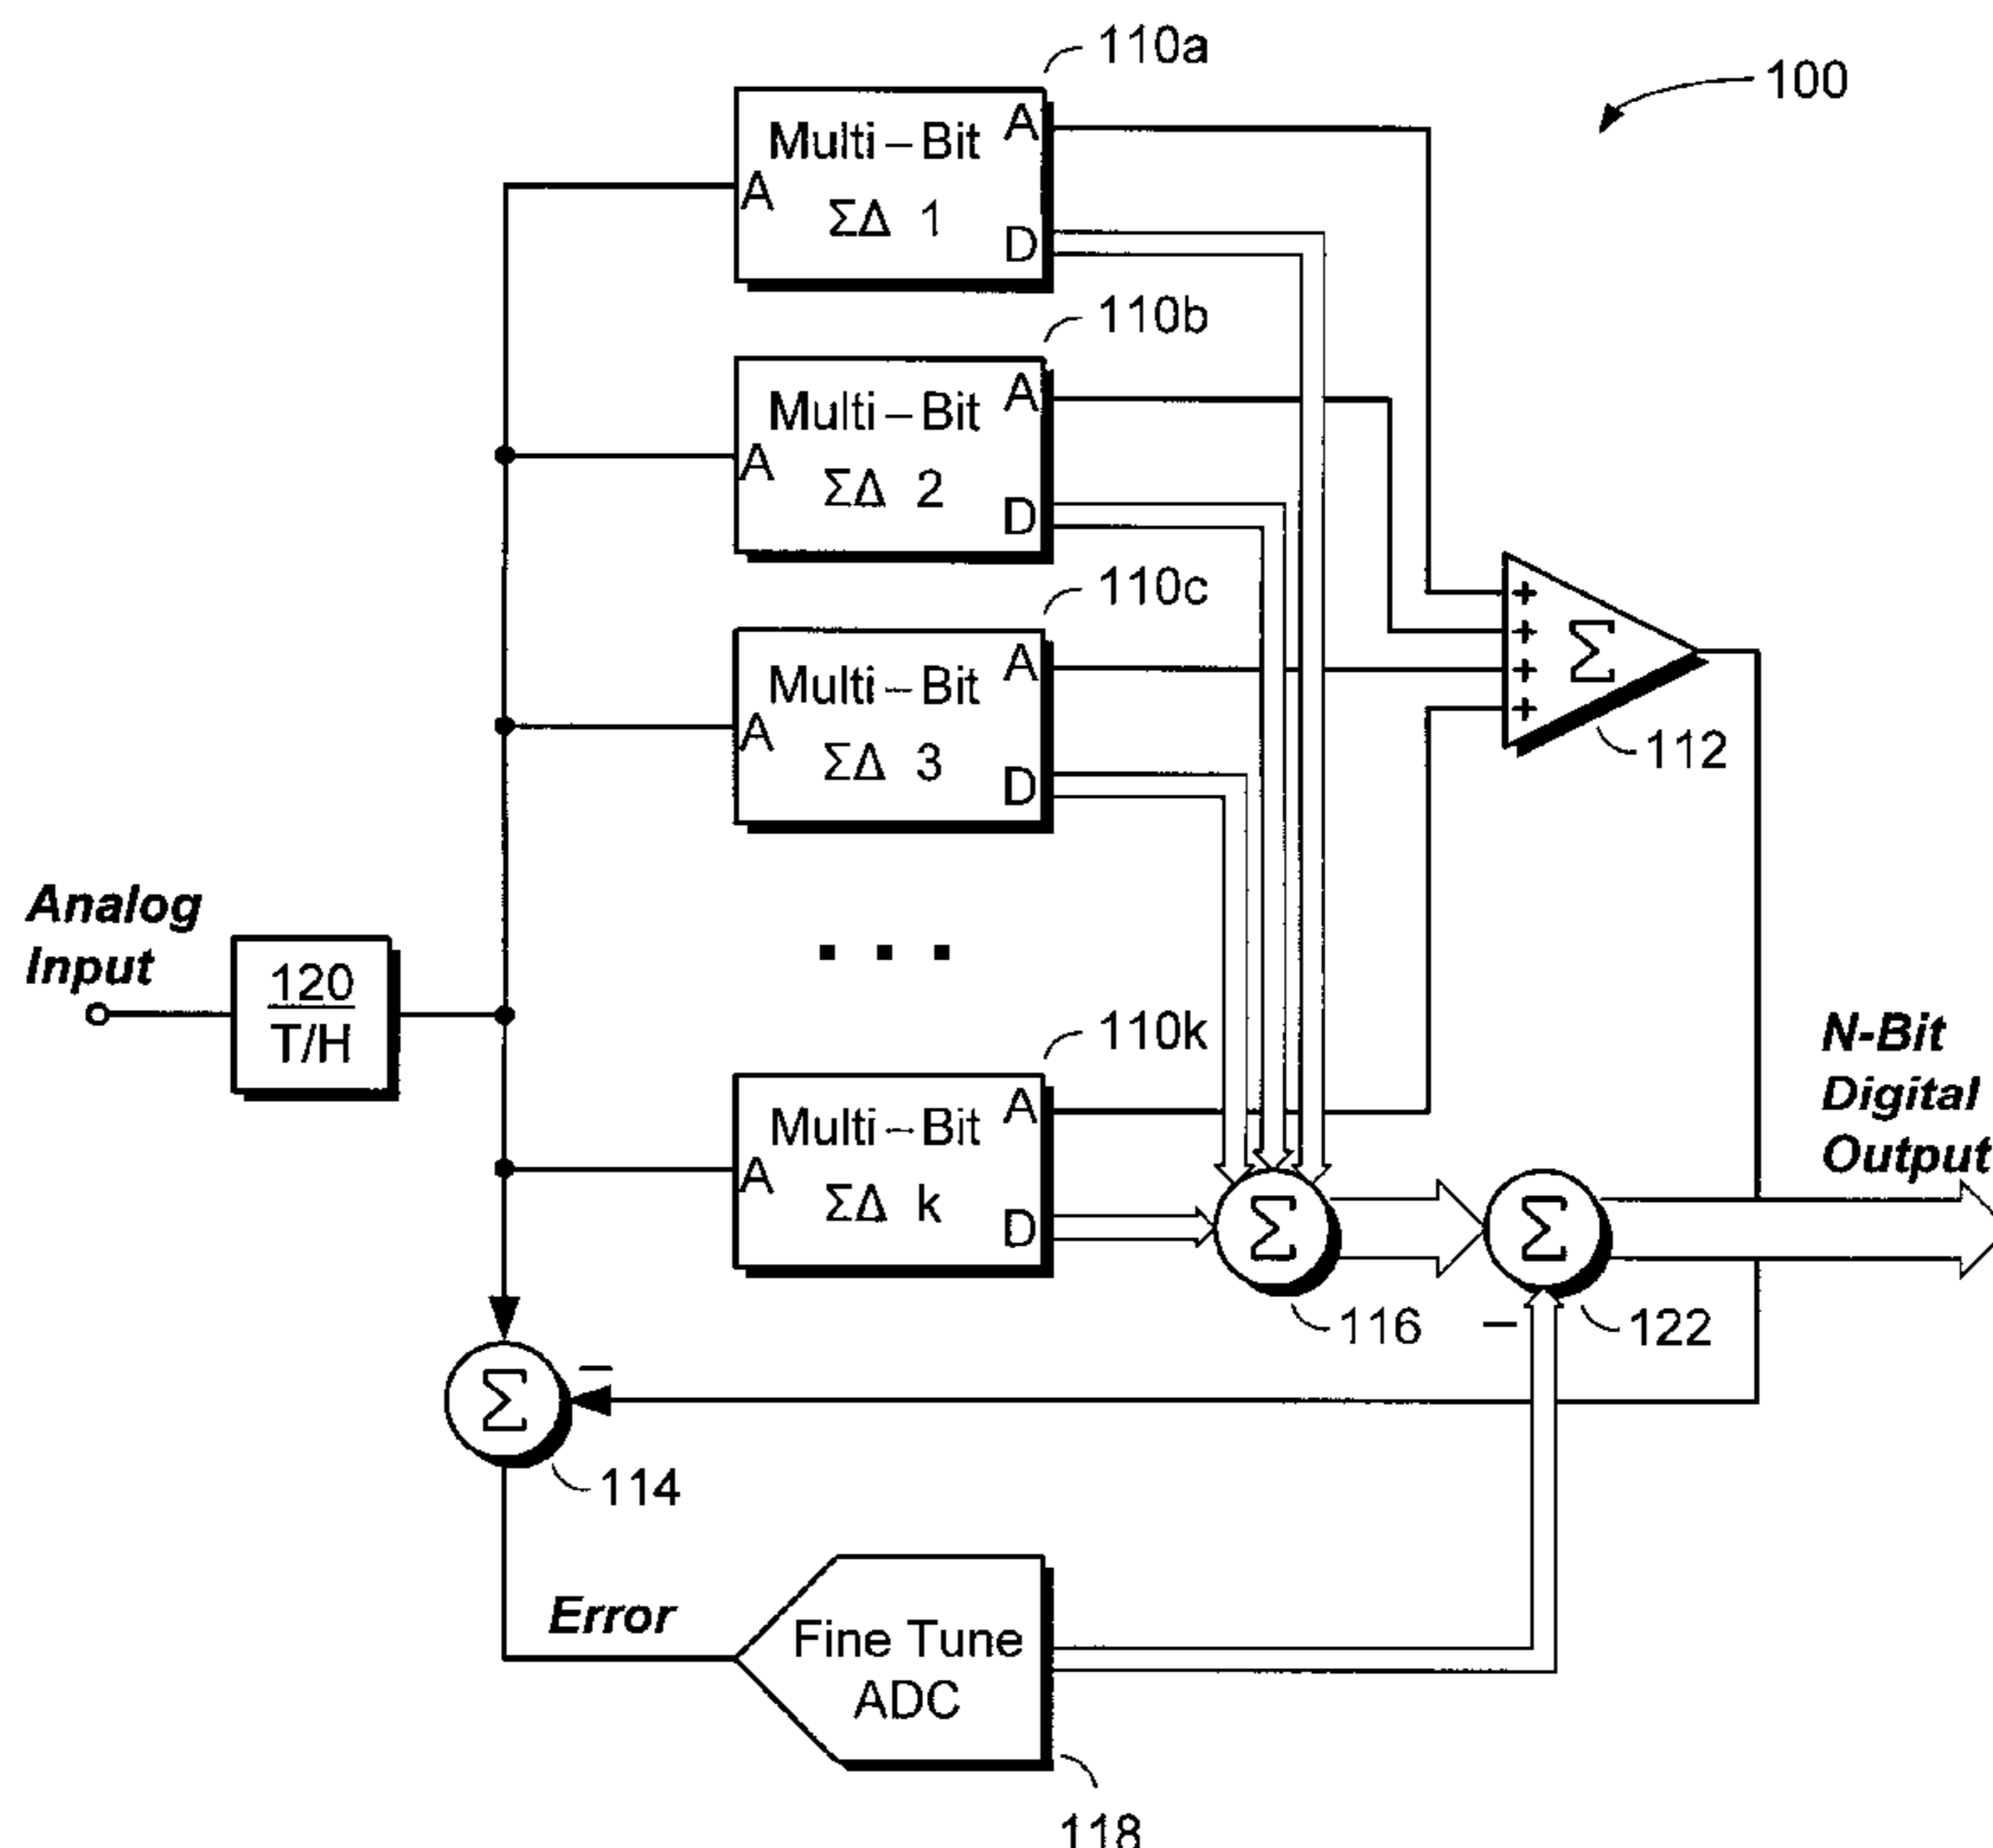 110a
100
Multi-Bit
A
A
ΣΔ 1
D
110b
Multi-Bit
A
A
ΣΔ 2
D
110c
Multi-Bit
A
A
ΣΔ 3
D
+
+
+
+
Σ
112
. . .
Analog
Input
120
T/H
110k
Multi-Bit
A
A
ΣΔ k
D
Σ
116
Σ
122
−
N-Bit
Digital
Output
Σ
−
114
Error
Fine Tune
ADC
118